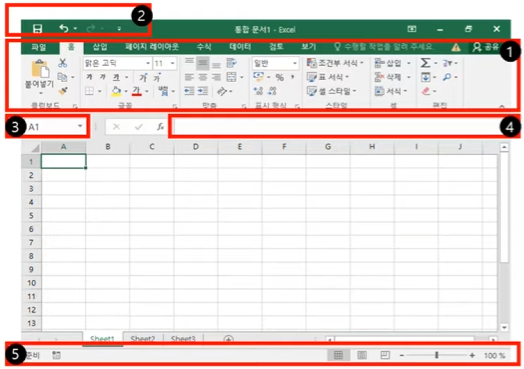 2
통합 문서1 - Excel
파일 홈 삽입 페이지 레이아웃 수식 데이터 검토 보기 수행할 작업을 알려 주세요. 공유
1
붙여넣기 맑은 고딕 11 가 가 가 가 가 일반 % , 조건부 서식 삽입
표 서식 삭제
셀 스타일 서식
클립보드 글꼴 맞춤 표시 형식 스타일 셀 편집
3 A1 fx 4
A B C D E F G H I J
1
2
3
4
5
6
7
8
9
10
11
12
13
Sheet1 Sheet2 Sheet3
5 준비 100 %